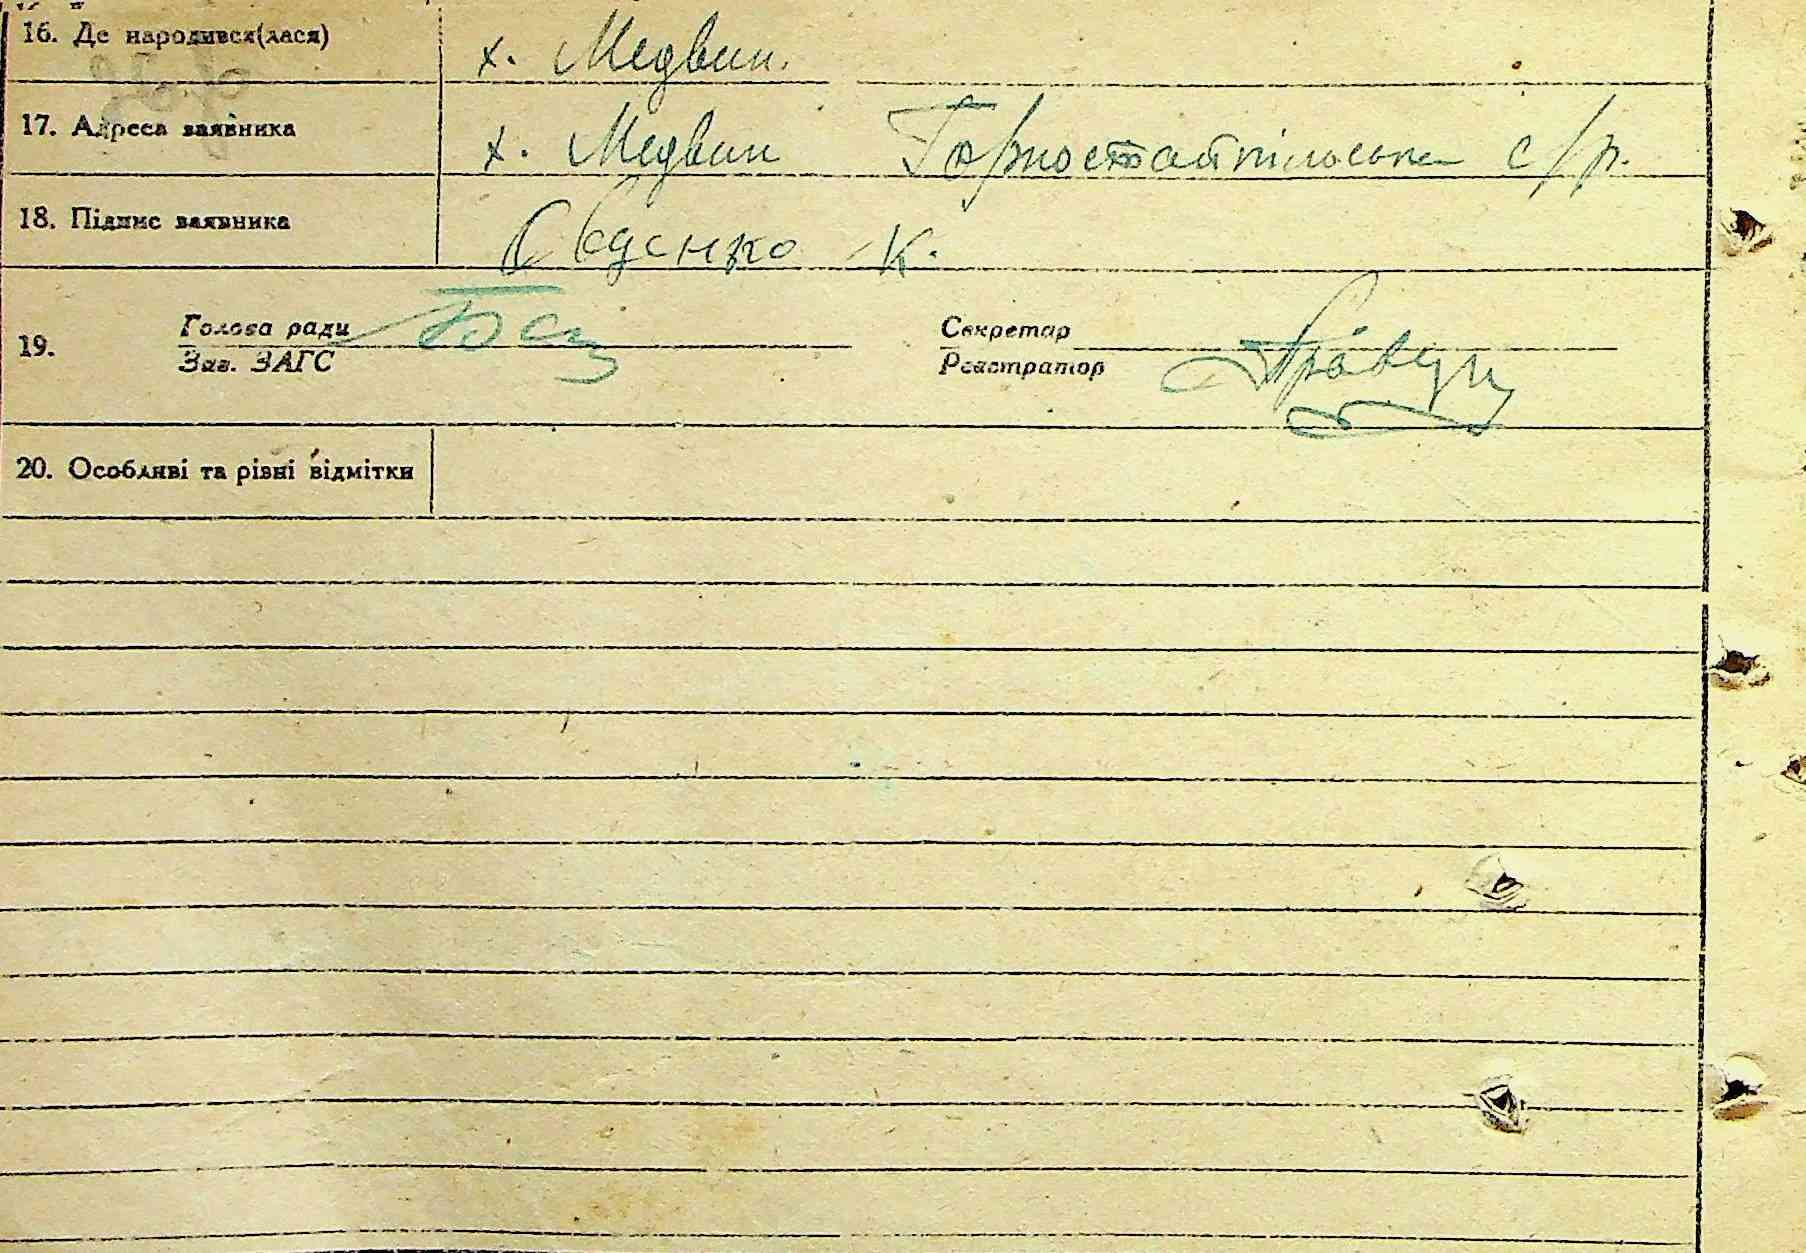 16. Де народився(лася) х. Медвин.
17. Адреса заявника х. Медвин Горностайпільська с/р.
18. Підпис заявника Овденко К.
19. Голова ради Секретар
Зав. ЗАГС Реєстратор
20. Особливі та різні відмітки